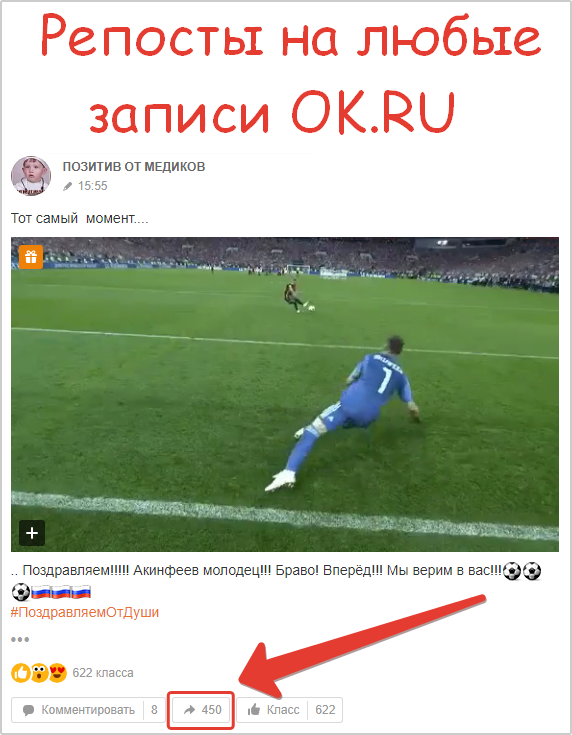 Репосты на любые
записи OK.RU
ПОЗИТИВ ОТ МЕДИКОВ
15:55
Тот самый момент....
1
.. Поздравляем!!!!! Акинфеев молодец!!! Браво! Вперёд!!! Мы верим в вас!!!⚽⚽
⚽🇷🇺🇷🇺🇷🇺
#ПоздравляемОтДуши
622 класса
Комментировать 8 450 Класс 622